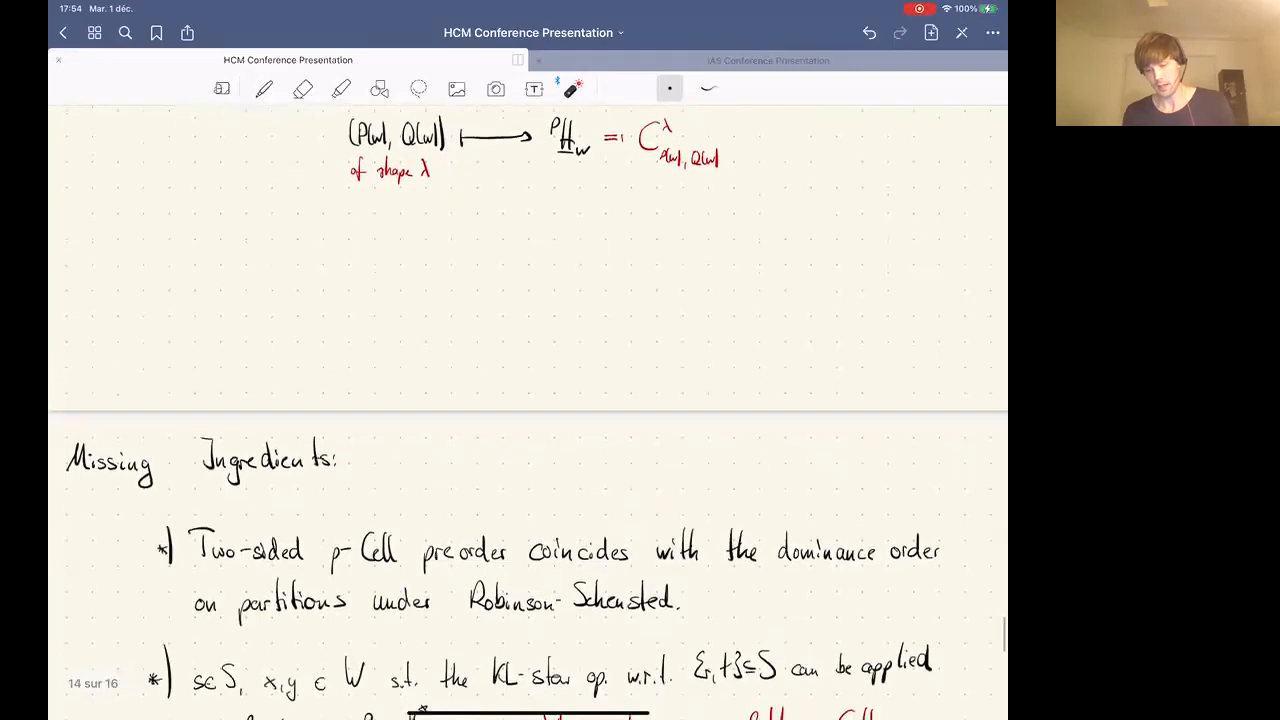 17:54 Mar. 1 déc.
100%
HCM Conference Presentation
HCM Conference Presentation
IAS Conference Presentation
(P(w), Q(w)) ⟼ ᵖH̲_w =: C^λ_{P(w), Q(w)}
of shape λ
Missing Ingredients:
*) Two-sided p-Cell preorder coincides with the dominance order
on partitions under Robinson-Schensted.
*) s∈S, x,y ∈ W s.t. the KL-star op. w.r.t. {r,t}⊆S can be applied
14 sur 16